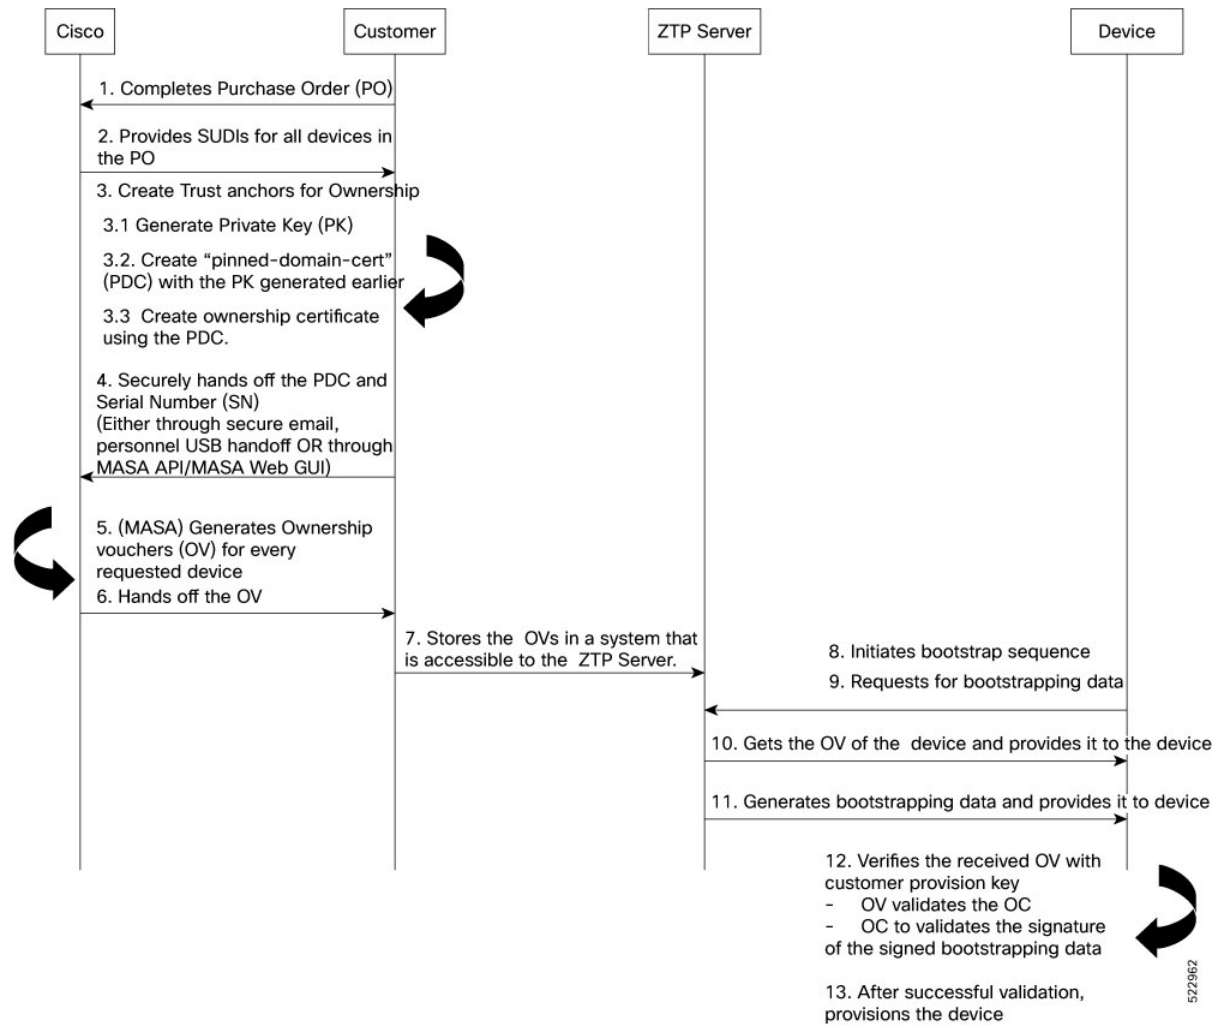 Cisco
Customer
ZTP Server
Device
1. Completes Purchase Order (PO)
2. Provides SUDIs for all devices in
the PO
3. Create Trust anchors for Ownership
3.1 Generate Private Key (PK)
3.2. Create “pinned-domain-cert”
(PDC) with the PK generated earlier
3.3 Create ownership certificate
using the PDC.
4. Securely hands off the PDC and
Serial Number (SN)
(Either through secure email,
personnel USB handoff OR through
MASA API/MASA Web GUI)
5. (MASA) Generates Ownership
vouchers (OV) for every
requested device
6. Hands off the OV
7. Stores the OVs in a system that
is accessible to the ZTP Server.
8. Initiates bootstrap sequence
9. Requests for bootstrapping data
10. Gets the OV of the device and provides it to the device
11. Generates bootstrapping data and provides it to device
12. Verifies the received OV with
customer provision key
- OV validates the OC
- OC to validates the signature
of the signed bootstrapping data
13. After successful validation,
provisions the device
522962